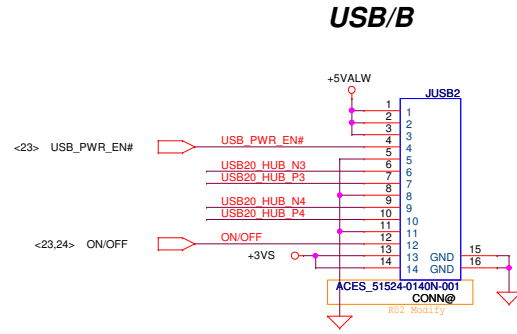 USB/B
+5VALW
JUSB2
1 1
2 2
3 3
<23> USB_PWR_EN# USB_PWR_EN# 4 4
5 5
USB20_HUB_N3 6 6
USB20_HUB_P3 7 7
8 8
USB20_HUB_N4 9 9
USB20_HUB_P4 10 10
11 11
<23,24> ON/OFF ON/OFF 12 12
+3VS 13 13 GND 15
14 14 GND 16
ACES_51524-0140N-001
CONN@
R02 Modify